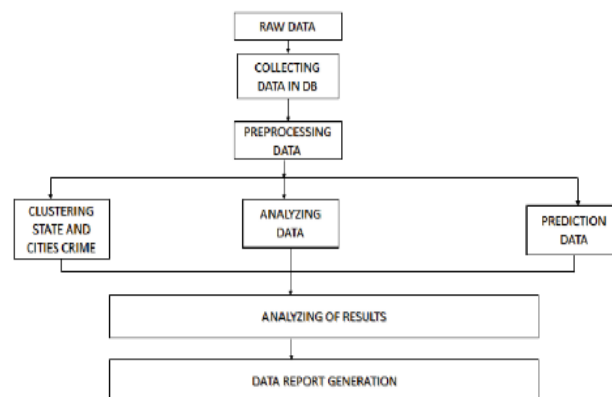 RAW DATA
COLLECTING
DATA IN DB
PREPROCESSING
DATA
CLUSTERING
STATE AND
CITIES CRIME
ANALYZING
DATA
PREDICTION
DATA
ANALYZING OF RESULTS
DATA REPORT GENERATION